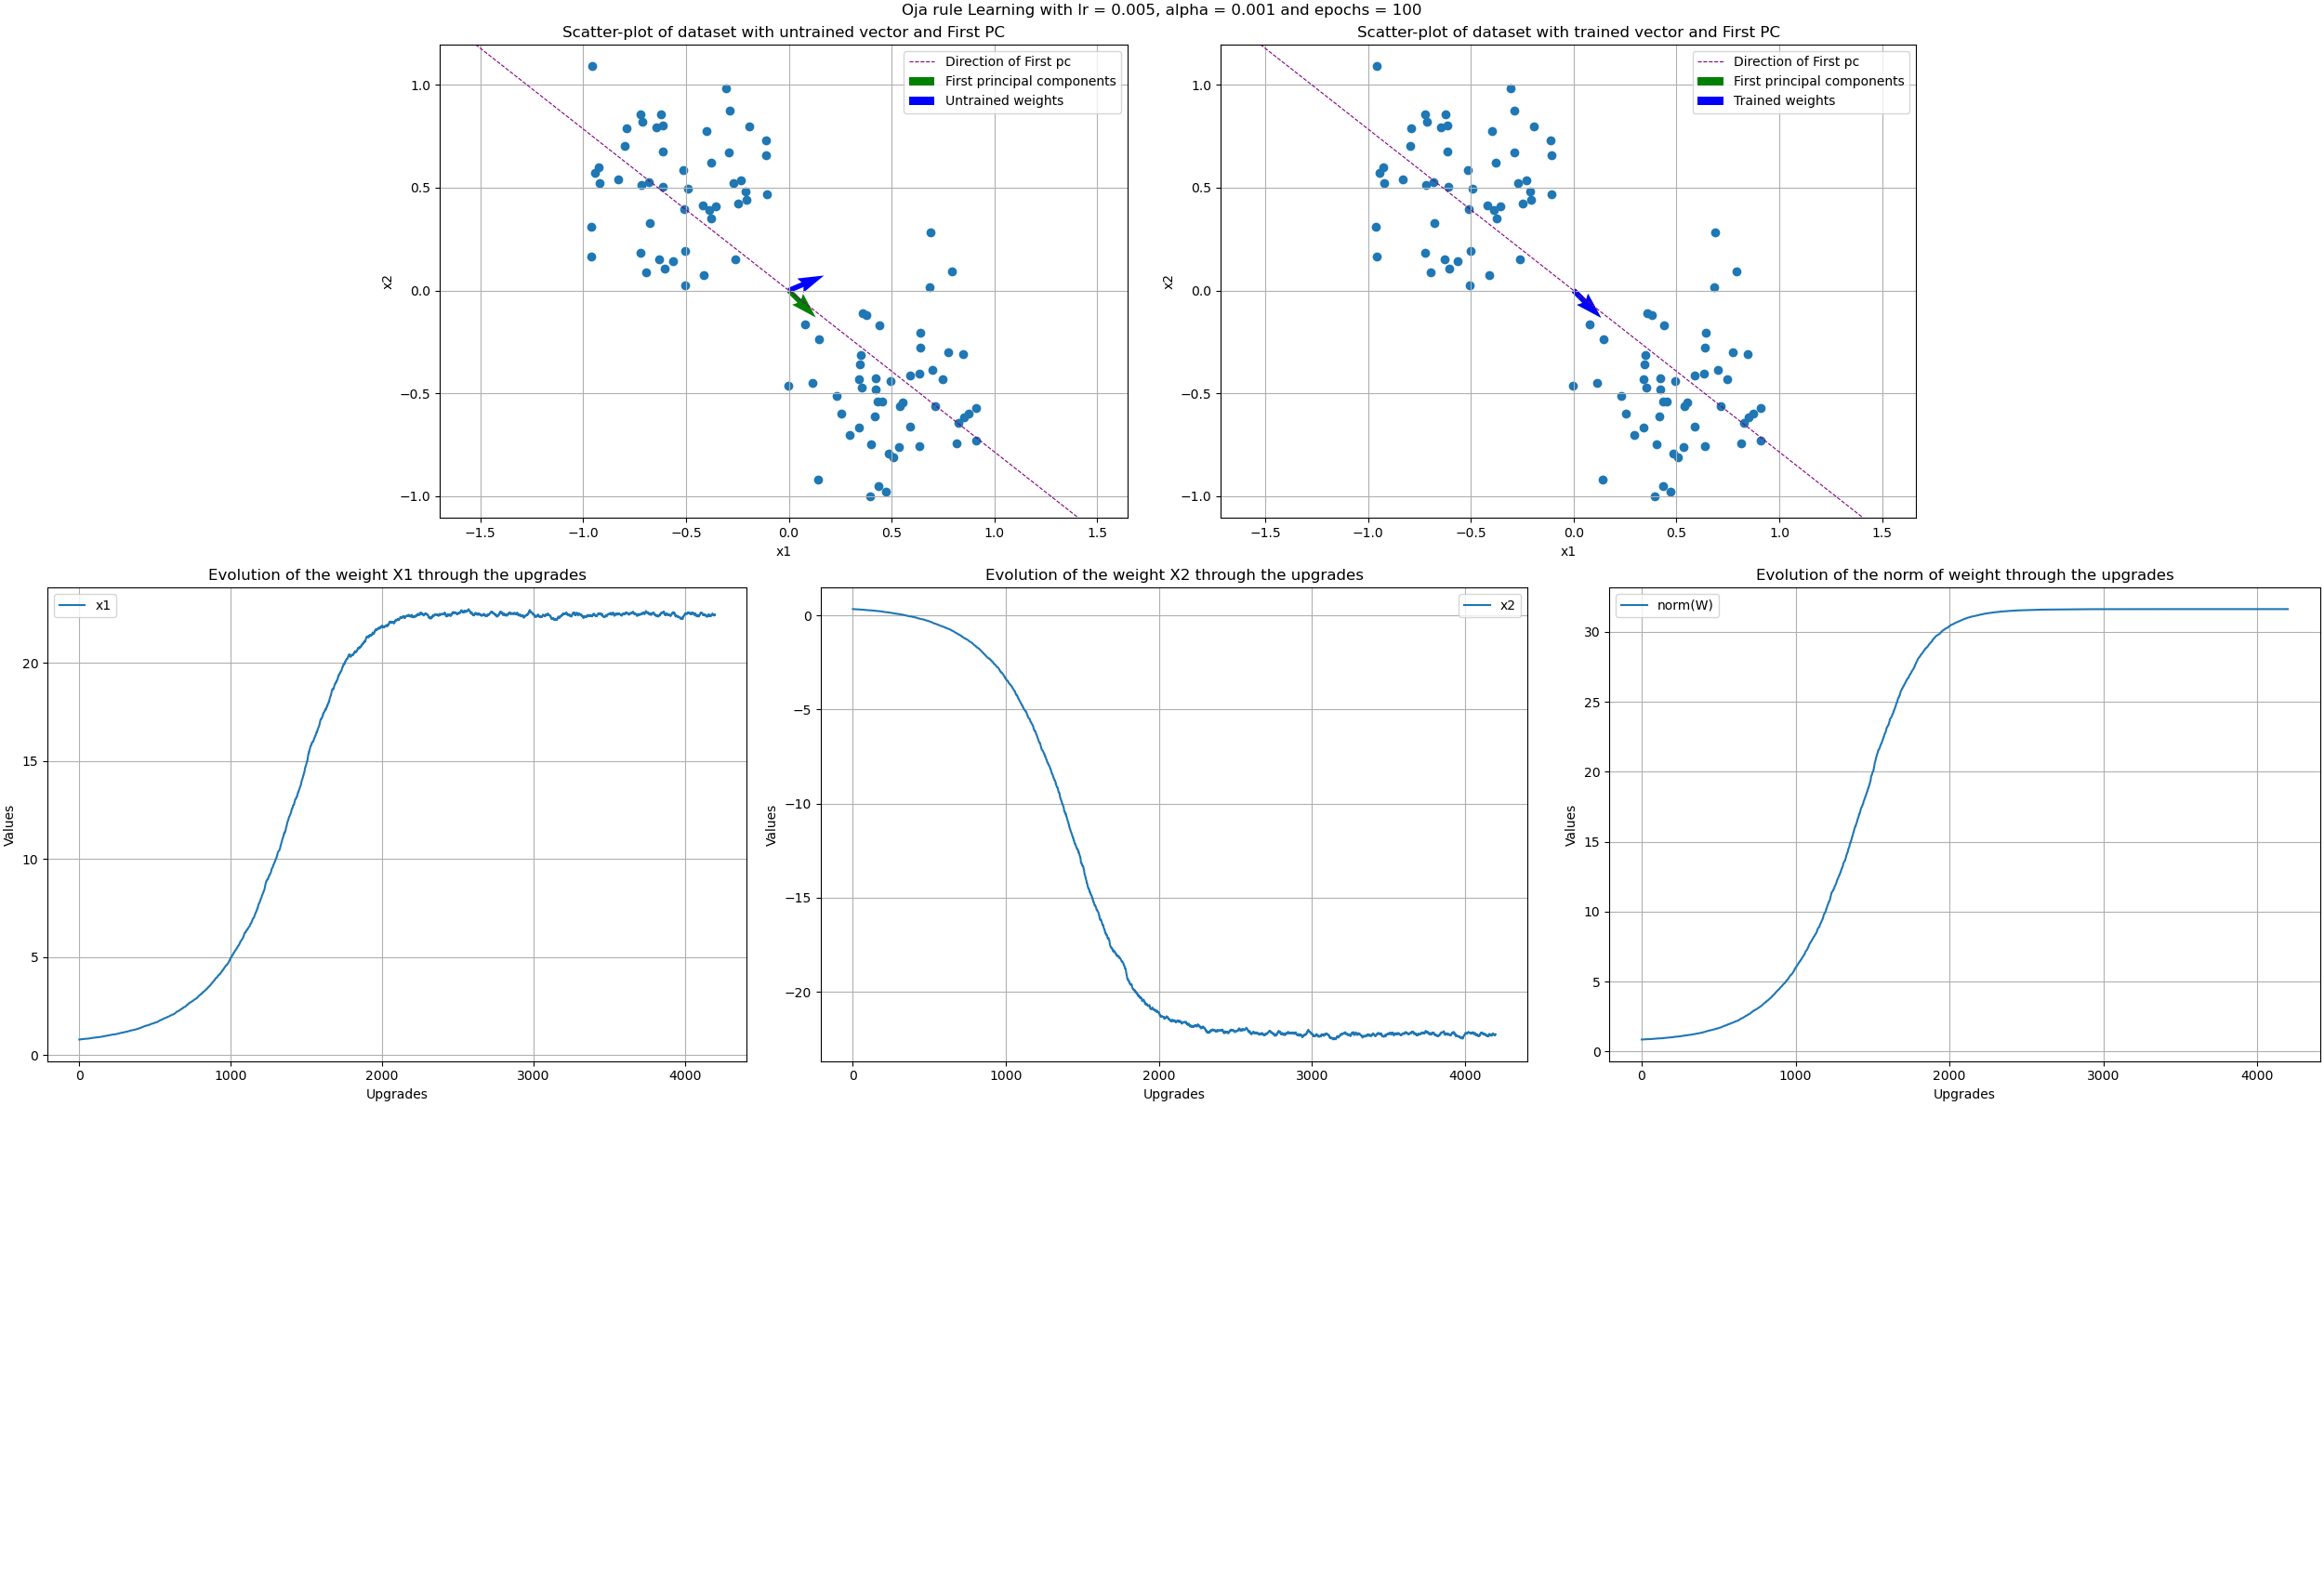 Oja rule Learning with lr = 0.005, alpha = 0.001 and epochs = 100
Scatter-plot of dataset with untrained vector and First PC
Direction of First pc
First principal components
Untrained weights
1.0
0.5
0.0
−0.5
−1.0
x2
−1.5 −1.0 −0.5 0.0 0.5 1.0 1.5
x1
Scatter-plot of dataset with trained vector and First PC
Direction of First pc
First principal components
Trained weights
1.0
0.5
0.0
−0.5
−1.0
x2
−1.5 −1.0 −0.5 0.0 0.5 1.0 1.5
x1
Evolution of the weight X1 through the upgrades
x1
20
15
10
5
0
Values
0 1000 2000 3000 4000
Upgrades
Evolution of the weight X2 through the upgrades
x2
0
−5
−10
−15
−20
Values
0 1000 2000 3000 4000
Upgrades
Evolution of the norm of weight through the upgrades
norm(W)
30
25
20
15
10
5
0
Values
0 1000 2000 3000 4000
Upgrades